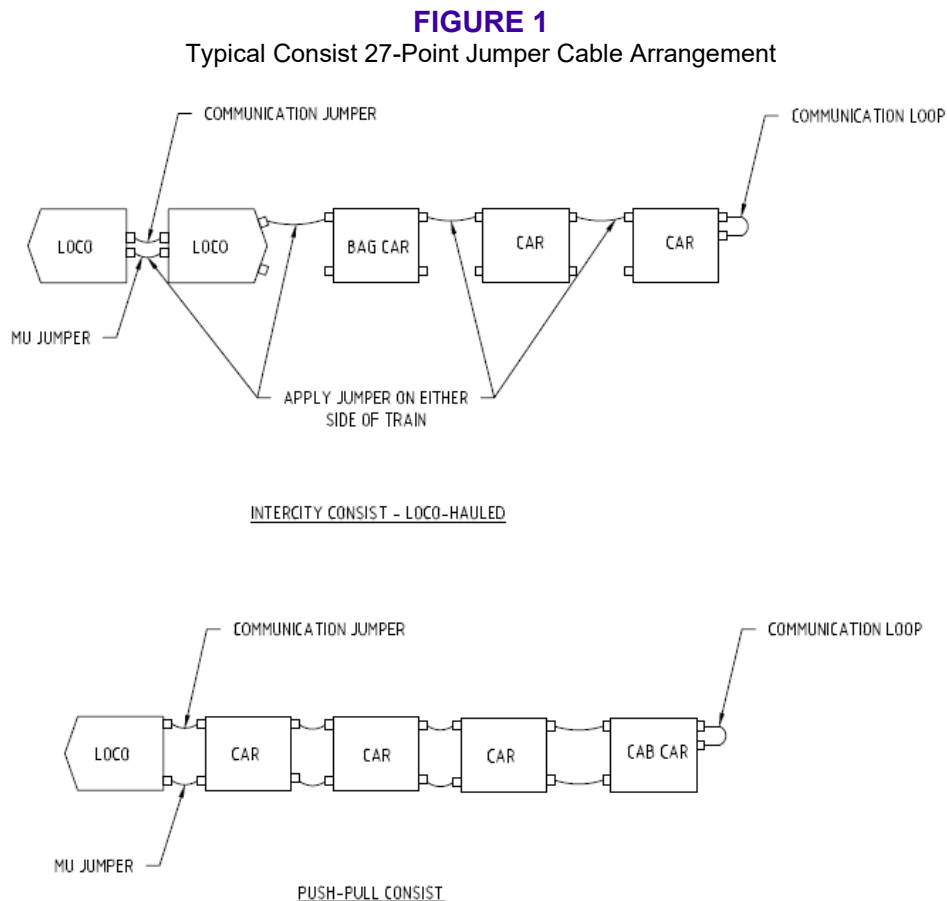 FIGURE 1
Typical Consist 27-Point Jumper Cable Arrangement
COMMUNICATION JUMPER
COMMUNICATION LOOP
LOCO
LOCO
BAG CAR
CAR
CAR
MU JUMPER
APPLY JUMPER ON EITHER
SIDE OF TRAIN
INTERCITY CONSIST - LOCO-HAULED
COMMUNICATION JUMPER
COMMUNICATION LOOP
LOCO
CAR
CAR
CAR
CAB CAR
MU JUMPER
PUSH-PULL CONSIST